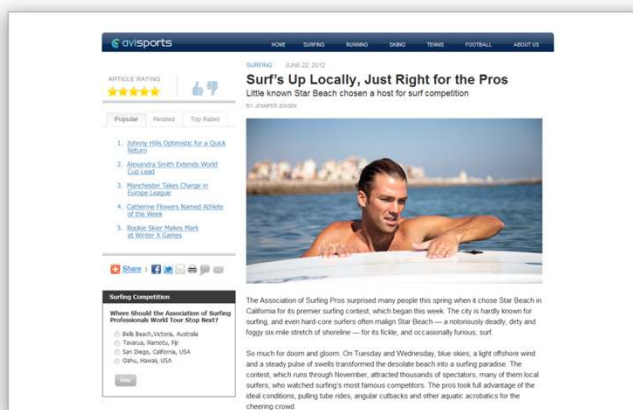 avisports
HOME SURFING RUNNING SKIING TENNIS FOOTBALL ABOUT US
SURFING JUNE 22, 2012
Surf's Up Locally, Just Right for the Pros
Little known Star Beach chosen a host for surf competition
BY JENNIFER JENSEN
ARTICLE RATING
Popular Related Top Rated
1. Johnny Hills Optimistic for a Quick
Return
2. Alexandra Smith Extends World
Cup Lead
3. Manchester Takes Charge in
Europe League
4. Catherine Flowers Named Athlete
of the Week
5. Rookie Skier Makes Mark
at Winter X Games
Share
Surfing Competition
Where Should the Association of Surfing
Professionals World Tour Stop Next?
Bells Beach,Victoria, Australia
Tavarua, Namotu, Fiji
San Diego, California, USA
Oahu, Hawaii, USA
Vote
The Association of Surfing Pros surprised many people this spring when it chose Star Beach in
California for its premier surfing contest, which began this week. The city is hardly known for
surfing, and even hard-core surfers often malign Star Beach — a notoriously deadly, dirty and
foggy six-mile stretch of shoreline — for its fickle, and occasionally furious, surf.
So much for doom and gloom. On Tuesday and Wednesday, blue skies, a light offshore wind
and a steady pulse of swells transformed the desolate beach into a surfing paradise. The
contest, which runs through November, attracted thousands of spectators, many of them local
surfers, who watched surfing's most famous competitors. The pros took full advantage of the
ideal conditions, pulling tube rides, angular cutbacks and other aquatic acrobatics for the
cheering crowd.